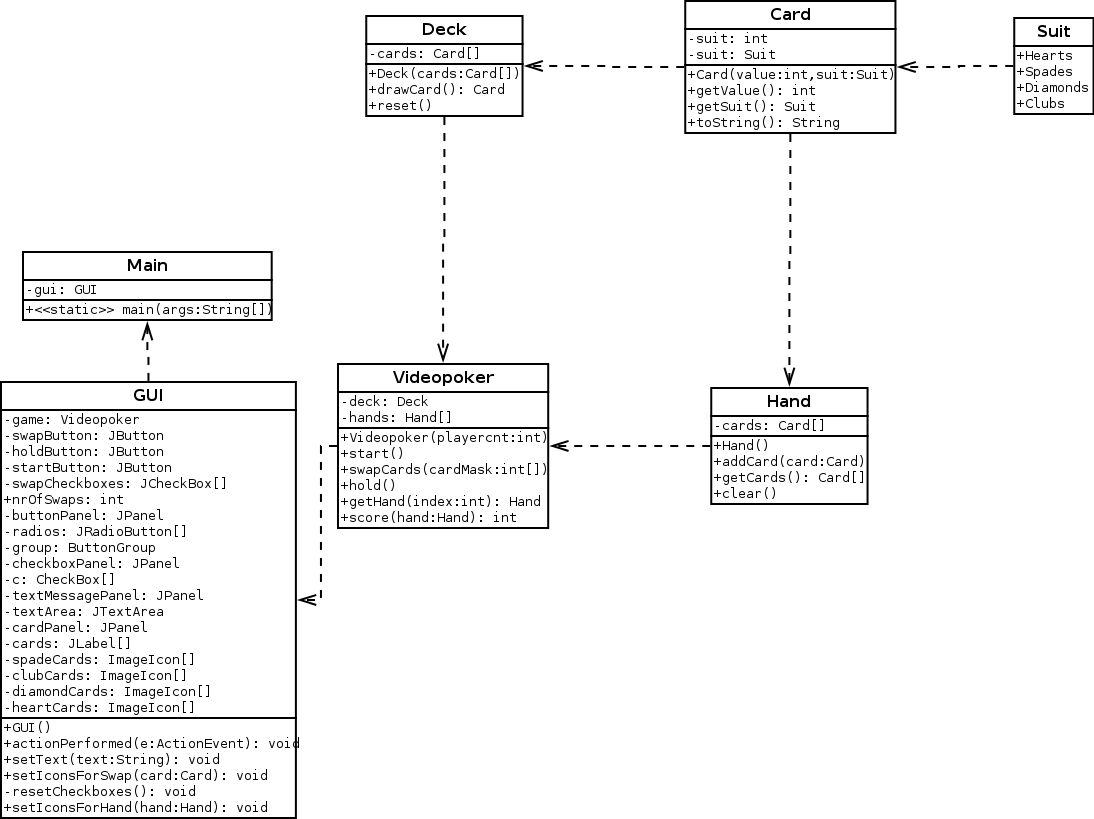 Deck
-cards: Card[]
+Deck(cards:Card[])
+drawCard(): Card
+reset()
Card
-suit: int
-suit: Suit
+Card(value:int,suit:Suit)
+getValue(): int
+getSuit(): Suit
+toString(): String
Suit
+Hearts
+Spades
+Diamonds
+Clubs
Main
-gui: GUI
+<<static>> main(args:String[])
GUI
-game: Videopoker
-swapButton: JButton
-holdButton: JButton
-startButton: JButton
-swapCheckboxes: JCheckBox[]
+nrOfSwaps: int
-buttonPanel: JPanel
-radios: JRadioButton[]
-group: ButtonGroup
-checkboxPanel: JPanel
-c: CheckBox[]
-textMessagePanel: JPanel
-textArea: JTextArea
-cardPanel: JPanel
-cards: JLabel[]
-spadeCards: ImageIcon[]
-clubCards: ImageIcon[]
-diamondCards: ImageIcon[]
-heartCards: ImageIcon[]
+GUI()
+actionPerformed(e:ActionEvent): void
+setText(text:String): void
+setIconsForSwap(card:Card): void
-resetCheckboxes(): void
+setIconsForHand(hand:Hand): void
Videopoker
-deck: Deck
-hands: Hand[]
+Videopoker(playercnt:int)
+start()
+swapCards(cardMask:int[])
+hold()
+getHand(index:int): Hand
+score(hand:Hand): int
Hand
-cards: Card[]
+Hand()
+addCard(card:Card)
+getCards(): Card[]
+clear()